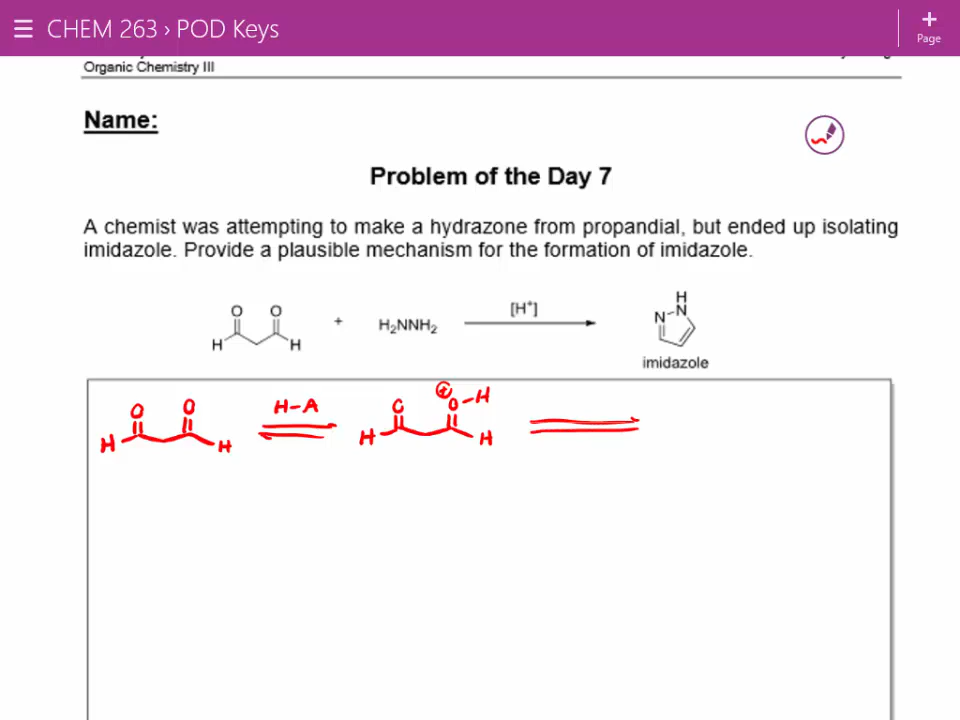 CHEM 263 › POD Keys
Page
Organic Chemistry III
Name:
Problem of the Day 7
A chemist was attempting to make a hydrazone from propandial, but ended up isolating
imidazole. Provide a plausible mechanism for the formation of imidazole.
O O
H H
+
H₂NNH₂
[H⁺]
H
N N
imidazole
O O
H H
H-A
O O-H
⊕
H H